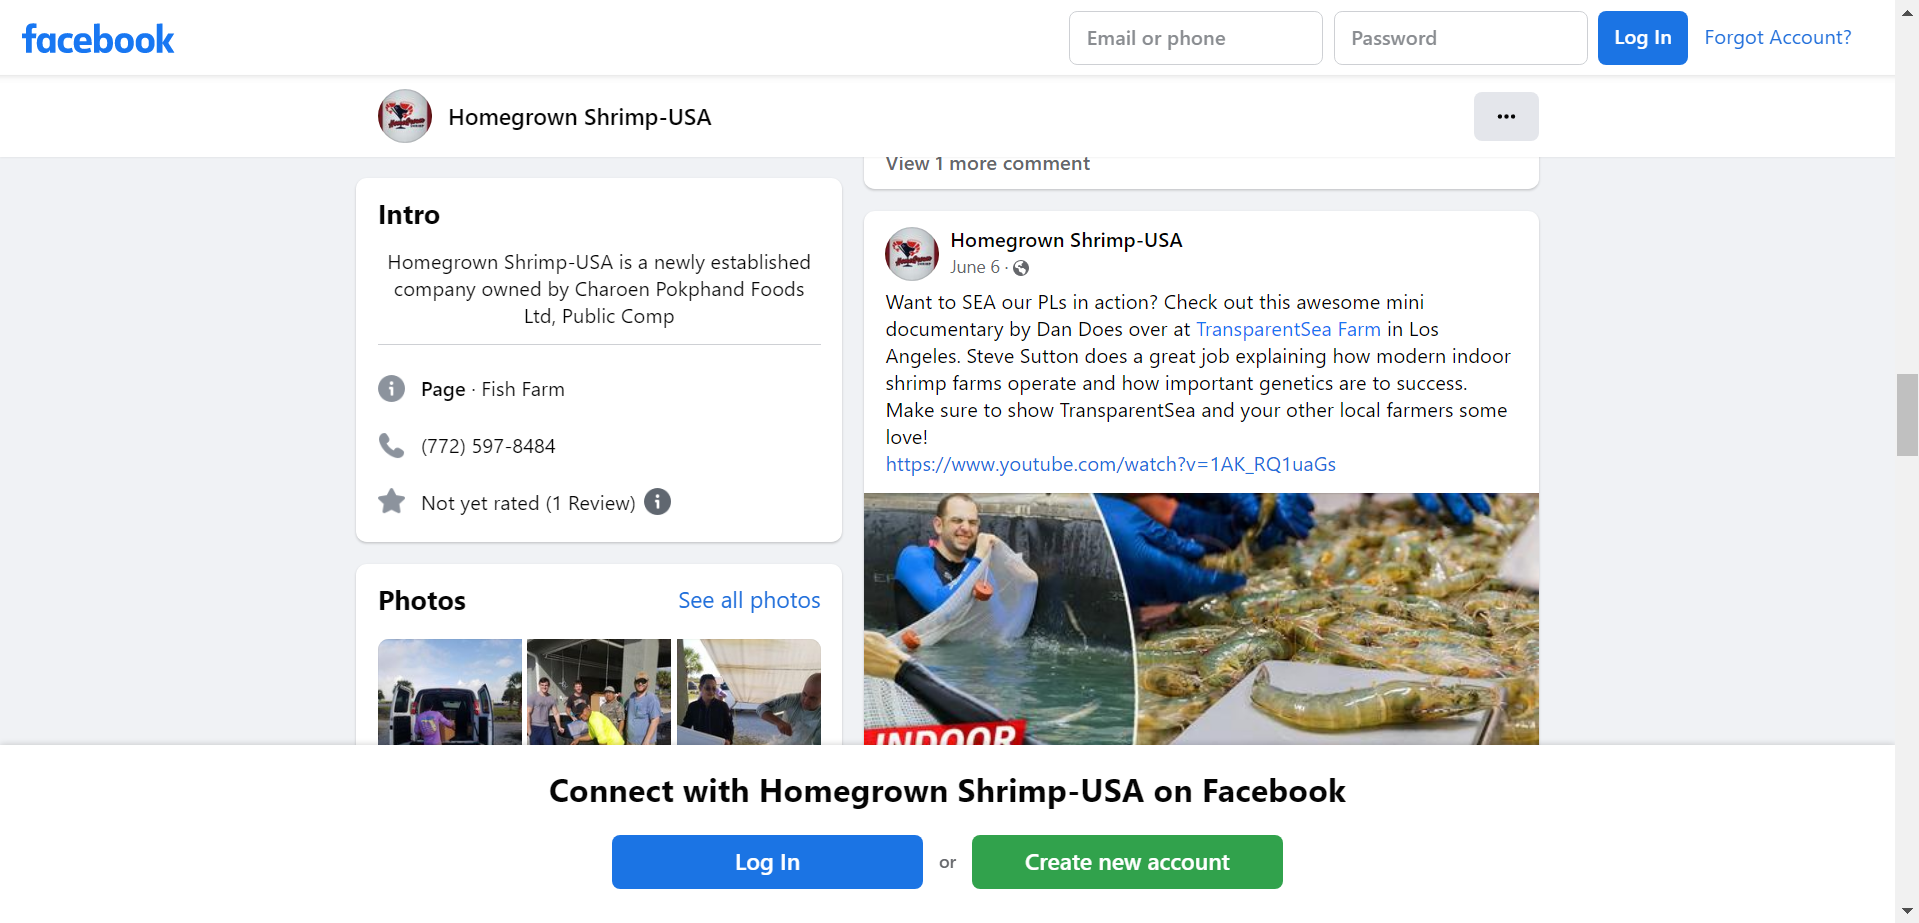 facebook
Email or phone
Password
Log In
Forgot Account?
Homegrown Shrimp-USA
View 1 more comment
Intro
Homegrown Shrimp-USA is a newly established
company owned by Charoen Pokphand Foods
Ltd, Public Comp
Page · Fish Farm
(772) 597-8484
Not yet rated (1 Review)
Photos
See all photos
Homegrown Shrimp-USA
June 6 ·
Want to SEA our PLs in action? Check out this awesome mini
documentary by Dan Does over at TransparentSea Farm in Los
Angeles. Steve Sutton does a great job explaining how modern indoor
shrimp farms operate and how important genetics are to success.
Make sure to show TransparentSea and your other local farmers some
love!
https://www.youtube.com/watch?v=1AK_RQ1uaGs
INDOOR
Connect with Homegrown Shrimp-USA on Facebook
Log In
or
Create new account